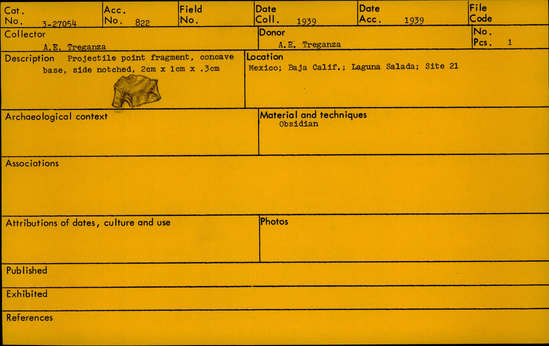 Cat. No. 3-27054 Acc. No. 822 Field No. Date Coll. 1939 Date Acc. 1939 File Code
Collector
A.E. Treganza
Donor
A.E. Treganza
No. Pcs. 1
Description Projectile point fragment, concave
base, side notched, 2cm x 1cm x .3cm
Location
Mexico; Baja Calif.; Laguna Salada; Site 21
Archaeological context
Material and techniques
Obsidian
Associations
Attributions of dates, culture and use
Photos
Published
Exhibited
References